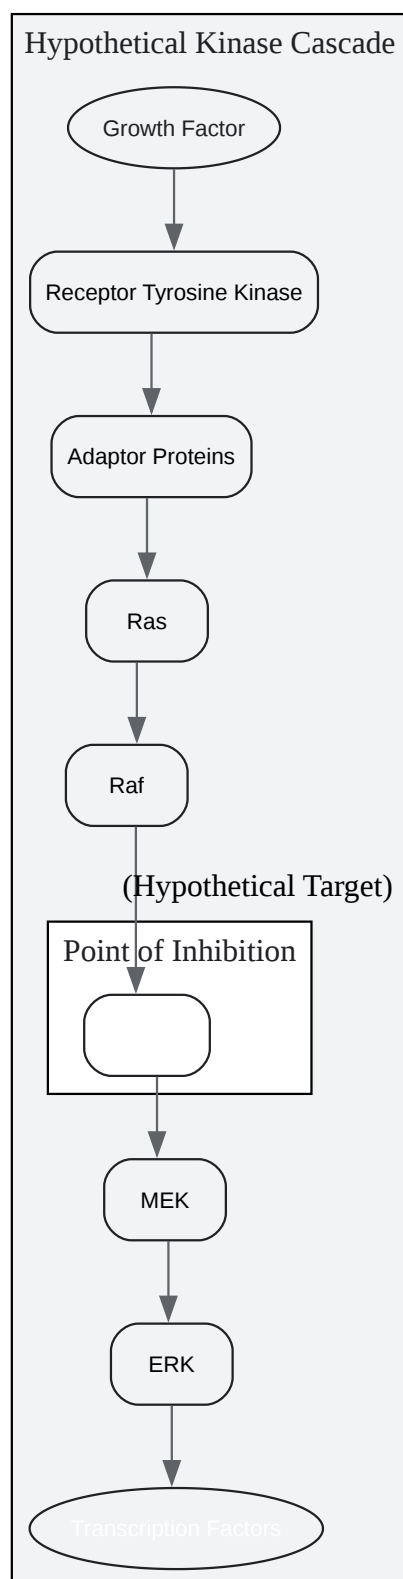 Hypothetical Kinase Cascade
Growth Factor
Receptor Tyrosine Kinase
Adaptor Proteins
Ras
Raf
(Hypothetical Target)
Point of Inhibition
MEK
ERK
Transcription Factors